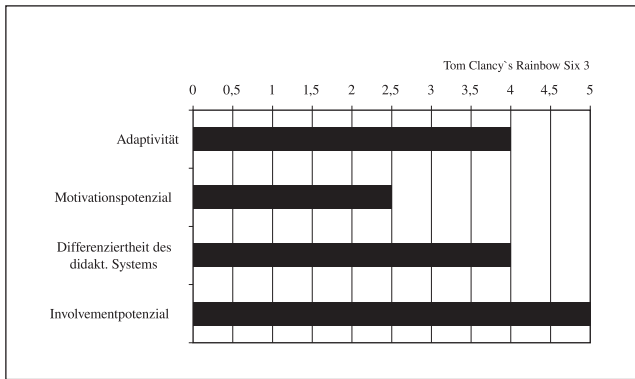 Tom Clancy`s Rainbow Six 3
0 0,5 1 1,5 2 2,5 3 3,5 4 4,5 5
Adaptivität
Motivationspotenzial
Differenziertheit des
didakt. Systems
Involvementpotenzial